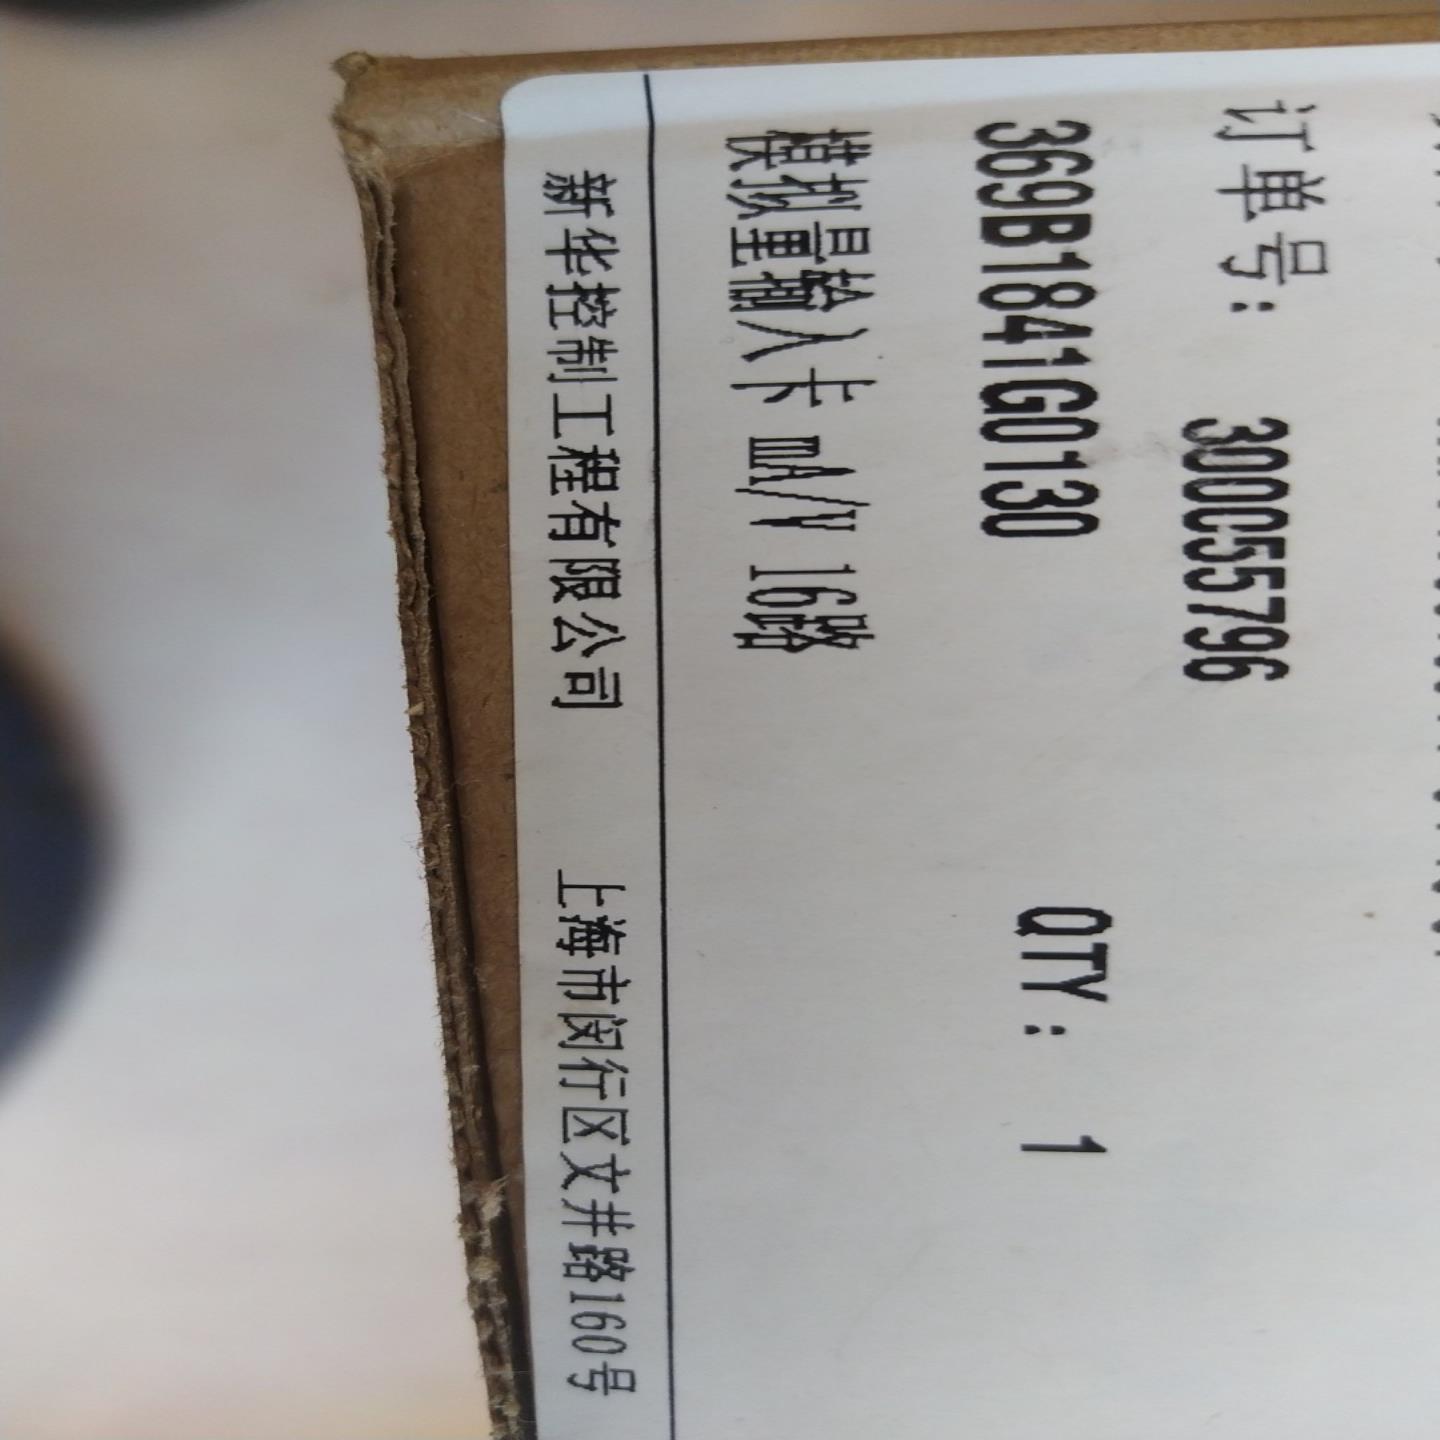 订单号： 300C55796
369B1841G0130 QTY： 1
模拟量输入卡 mA/V 16路
新华控制工程有限公司 上海市闵行区文井路160号